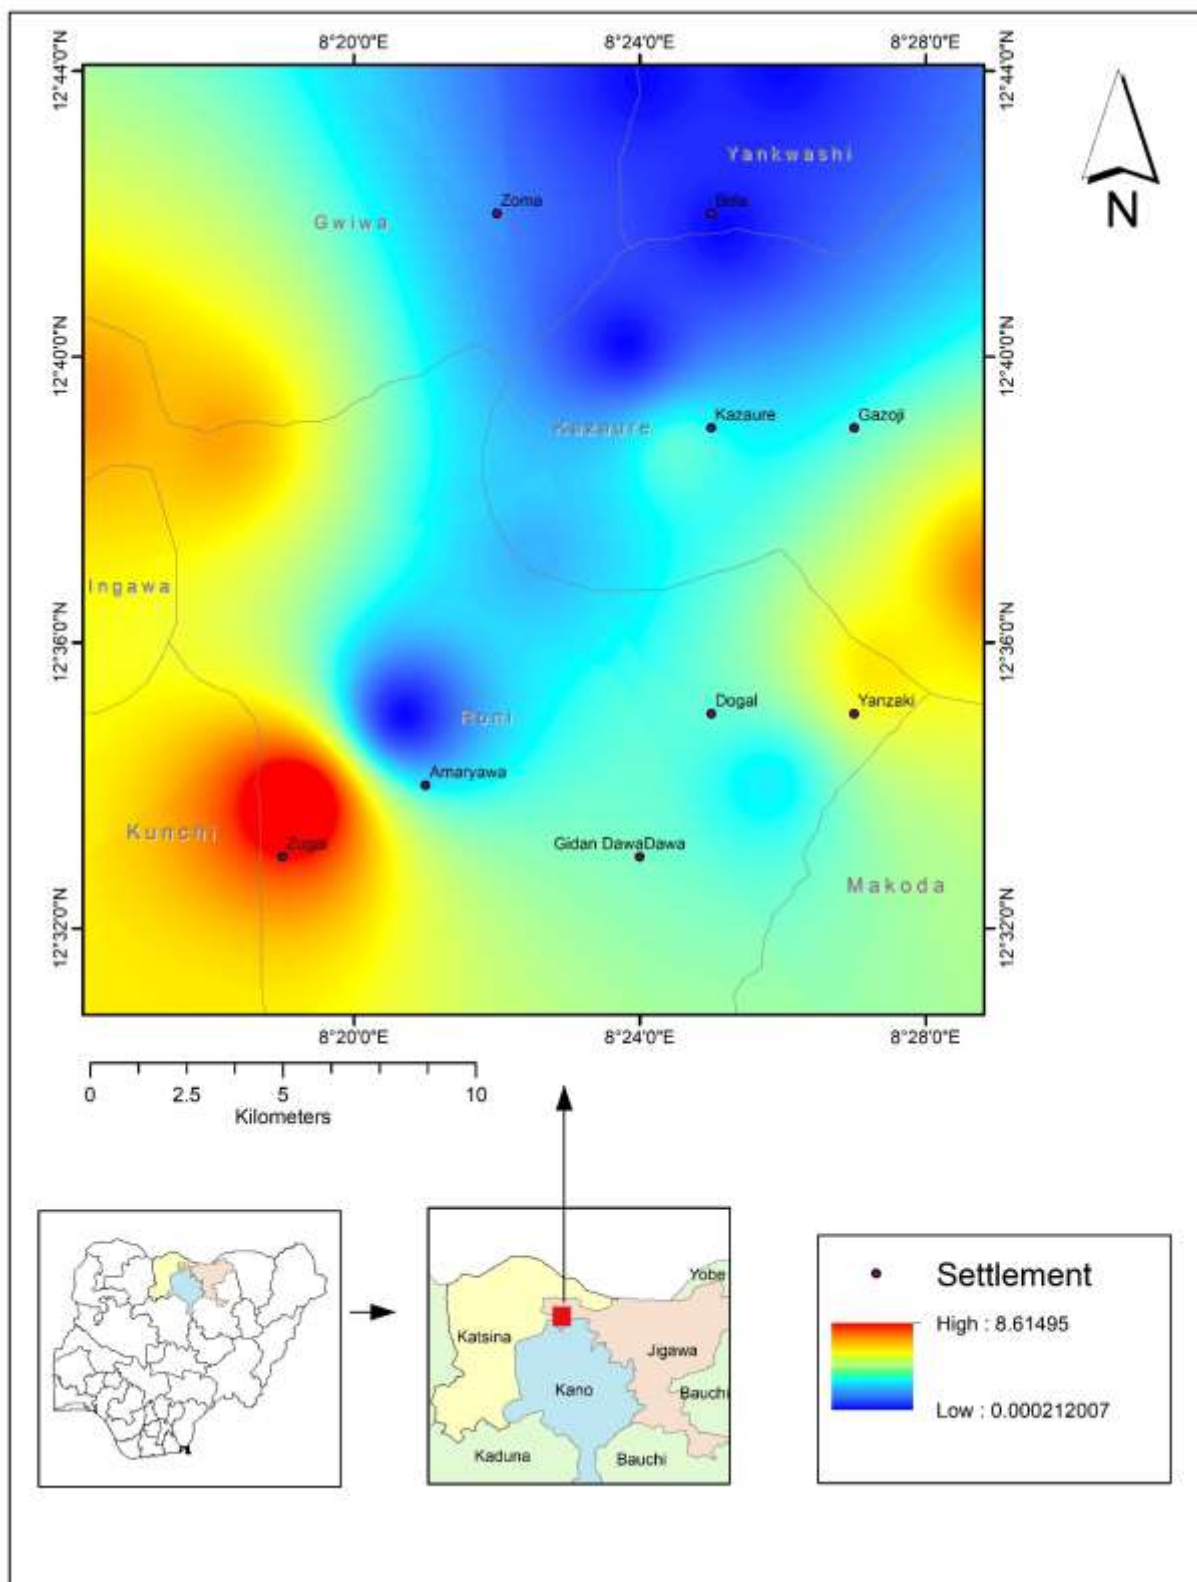 8°20'0"E 8°24'0"E 8°28'0"E
12°44'0"N 12°44'0"N
Yankwashi
Zoma
Gwiwa
12°40'0"N 12°40'0"N
Kazaure Gazoji
Kazaure
Ingawa
12°36'0"N 12°36'0"N
Dogal Yanzaki
Roni
Amaryawa
Kunchi
Zugai
Gidan DawaDawa
Makoda
12°32'0"N 12°32'0"N
8°20'0"E 8°24'0"E 8°28'0"E
N
0 2.5 5 10
Kilometers
Yobe
Katsina
Jigawa
Kano
Bauchi
Kaduna
Bauchi
Settlement
High : 8.61495
Low : 0.000212007